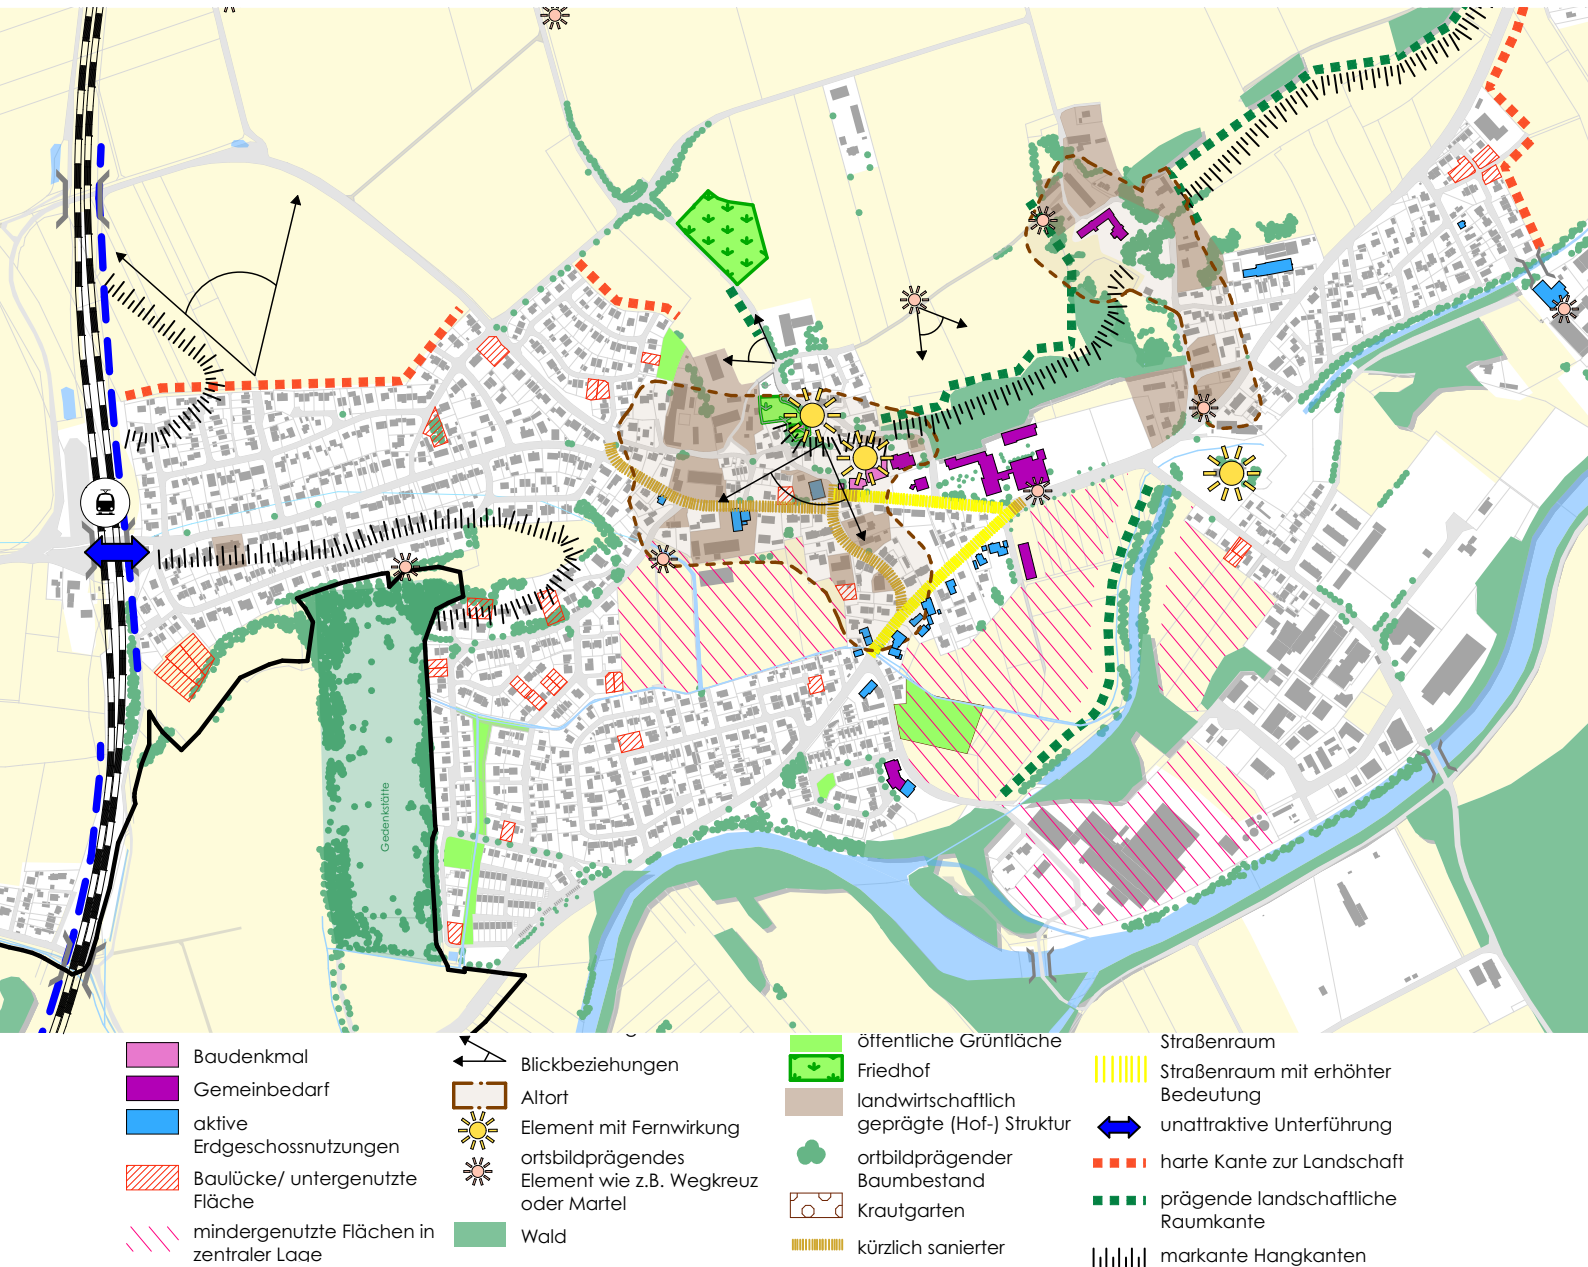 Gedenkstätte
Baudenkmal
Gemeinbedarf
aktive
Erdgeschossnutzungen
Baulücke/ untergenutzte
Fläche
mindergenutzte Flächen in
zentraler Lage
Blickbeziehungen
Altort
Element mit Fernwirkung
ortsbildprägendes
Element wie z.B. Wegkreuz
oder Martel
Wald
öffentliche Grünfläche
Friedhof
landwirtschaftlich
geprägte (Hof-) Struktur
ortbildprägender
Baumbestand
Krautgarten
kürzlich sanierter
Straßenraum
Straßenraum mit erhöhter
Bedeutung
unattraktive Unterführung
harte Kante zur Landschaft
prägende landschaftliche
Raumkante
markante Hangkanten